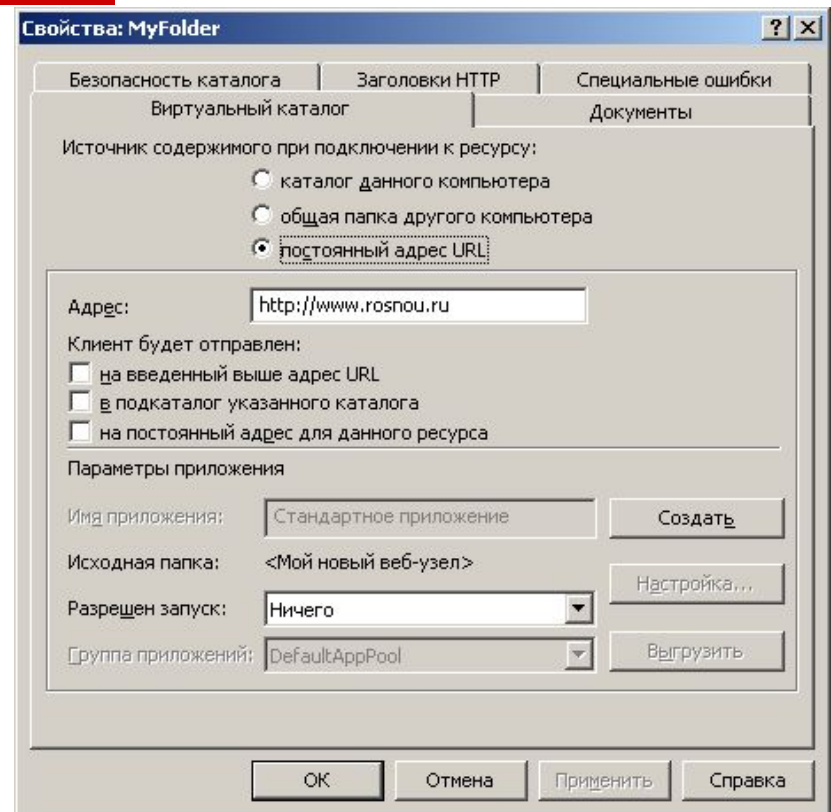 Свойства: MyFolder
Безопасность каталога Заголовки HTTP Специальные ошибки
Виртуальный каталог Документы
Источник содержимого при подключении к ресурсу:
каталог данного компьютера
общая папка другого компьютера
постоянный адрес URL
Адрес: http://www.rosnou.ru
Клиент будет отправлен:
на введенный выше адрес URL
в подкаталог указанного каталога
на постоянный адрес для данного ресурса
Параметры приложения
Имя приложения: Стандартное приложение Создать
Исходная папка: <Мой новый веб-узел>
Настройка...
Разрешен запуск: Ничего
Группа приложений: DefaultAppPool Выгрузить
ОК Отмена Применить Справка